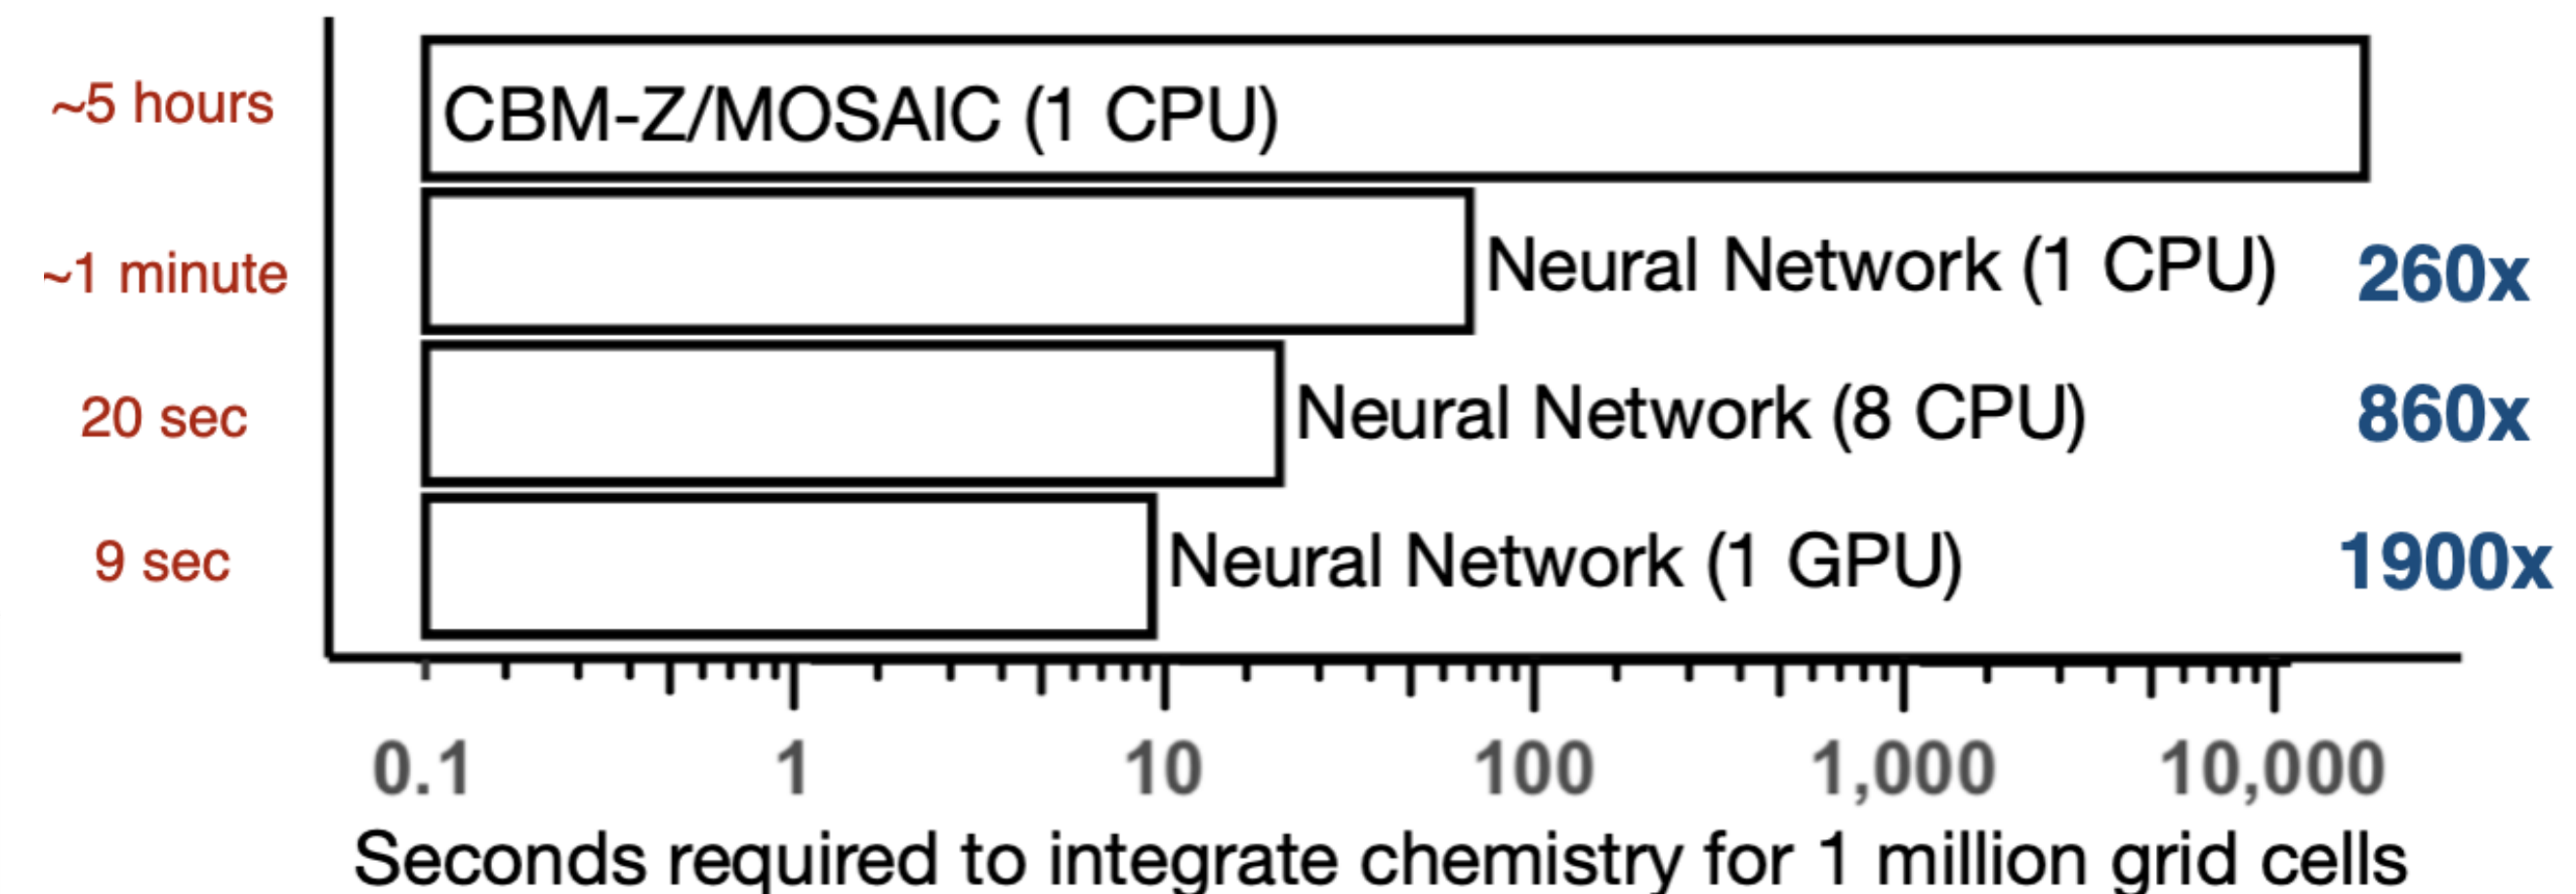 ~5 hours CBM-Z/MOSAIC (1 CPU)
~1 minute Neural Network (1 CPU) 260x
20 sec Neural Network (8 CPU) 860x
9 sec Neural Network (1 GPU) 1900x
0.1 1 10 100 1,000 10,000
Seconds required to integrate chemistry for 1 million grid cells